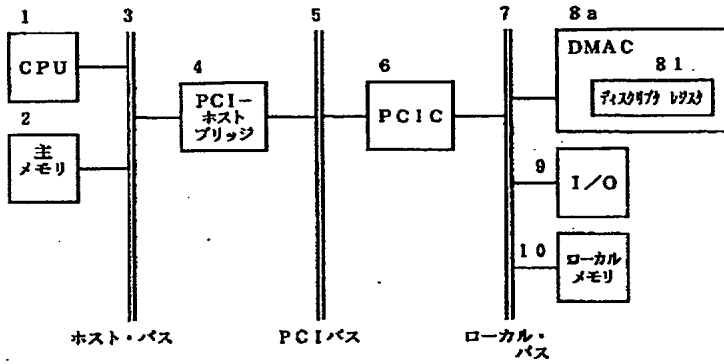 1
3
5
7
8a
CPU
4
6
DMAC
81
2
PCI-
ホスト
ブリッジ
PCIC
ディスクリプタ レジスタ
主
メモリ
9
I/O
10
ローカル
メモリ
ホスト・バス
PCIバス
ローカル・
バス